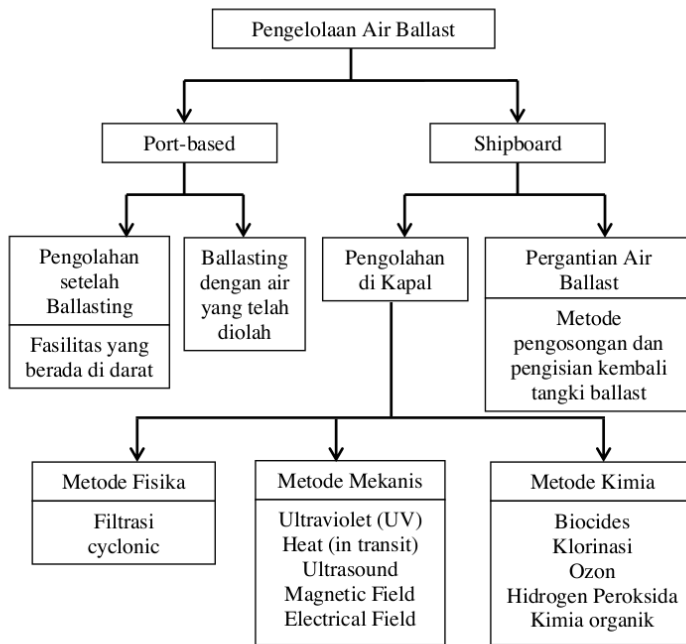 Pengelolaan Air Ballast
Port-based
Shipboard
Pengolahan
setelah
Ballasting
Fasilitas yang
berada di darat
Ballasting
dengan air
yang telah
diolah
Pengolahan
di Kapal
Pergantian Air
Ballast
Metode
pengosongan dan
pengisian kembali
tangki ballast
Metode Fisika
Filtrasi
cyclonic
Metode Mekanis
Ultraviolet (UV)
Heat (in transit)
Ultrasound
Magnetic Field
Electrical Field
Metode Kimia
Biocides
Klorinasi
Ozon
Hidrogen Peroksida
Kimia organik